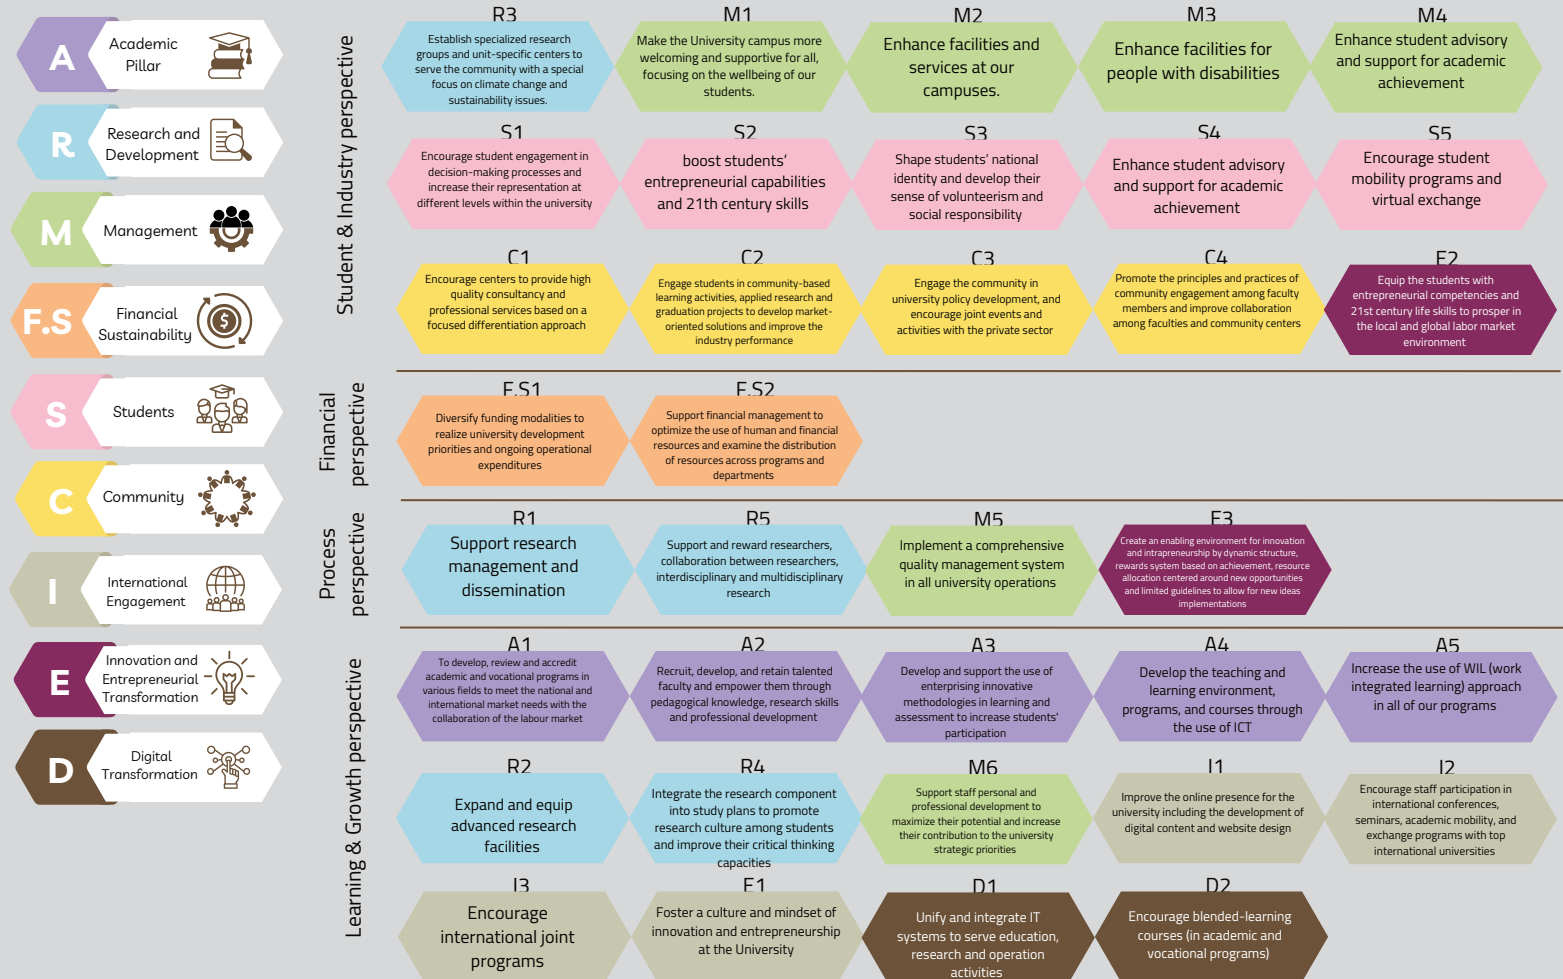 A
Academic
Pillar
R
Research and
Development
M
Management
F.S
Financial
Sustainability
$
S
Students
C
Community
I
International
Engagement
E
Innovation and
Entrepreneurial
Transformation
D
Digital
Transformation
Student & Industry perspective
R3
Establish specialized research
groups and unit-specific centers to
serve the community with a special
focus on climate change and
sustainability issues.
M1
Make the University campus more
welcoming and supportive for all,
focusing on the wellbeing of our
students.
M2
Enhance facilities and
services at our
campuses.
M3
Enhance facilities for
people with disabilities
M4
Enhance student advisory
and support for academic
achievement
S1
Encourage student engagement in
decision-making processes and
increase their representation at
different levels within the university
S2
boost students'
entrepreneurial capabilities
and 21th century skills
S3
Shape students' national
identity and develop their
sense of volunteerism and
social responsibility
S4
Enhance student advisory
and support for academic
achievement
S5
Encourage student
mobility programs and
virtual exchange
C1
Encourage centers to provide high
quality consultancy and
professional services based on a
focused differentiation approach
C2
Engage students in community-based
learning activities, applied research and
graduation projects to develop market-
oriented solutions and improve the
industry performance
C3
Engage the community in
university policy development, and
encourage joint events and
activities with the private sector
C4
Promote the principles and practices of
community engagement among faculty
members and improve collaboration
among faculties and community centers
E2
Equip the students with
entrepreneurial competencies and
21st century life skills to prosper in
the local and global labor market
environment
Financial
perspective
F.S1
Diversify funding modalities to
realize university development
priorities and ongoing operational
expenditures
F.S2
Support financial management to
optimize the use of human and financial
resources and examine the distribution
of resources across programs and
departments
Process
perspective
R1
Support research
management and
dissemination
R5
Support and reward researchers,
collaboration between researchers,
interdisciplinary and multidisciplinary
research
M5
Implement a comprehensive
quality management system
in all university operations
E3
Create an enabling environment for innovation
and intrapreneurship by dynamic structure,
rewards system based on achievement, resource
allocation centered around new opportunities
and limited guidelines to allow for new ideas
implementations
Learning & Growth perspective
A1
To develop, review and accredit
academic and vocational programs in
various fields to meet the national and
international market needs with the
collaboration of the labour market
A2
Recruit, develop, and retain talented
faculty and empower them through
pedagogical knowledge, research skills
and professional development
A3
Develop and support the use of
enterprising innovative
methodologies in learning and
assessment to increase students'
participation
A4
Develop the teaching and
learning environment,
programs, and courses through
the use of ICT
A5
Increase the use of WIL (work
integrated learning) approach
in all of our programs
R2
Expand and equip
advanced research
facilities
R4
Integrate the research component
into study plans to promote
research culture among students
and improve their critical thinking
capacities
M6
Support staff personal and
professional development to
maximize their potential and increase
their contribution to the university
strategic priorities
I1
Improve the online presence for the
university including the development of
digital content and website design
I2
Encourage staff participation in
international conferences,
seminars, academic mobility, and
exchange programs with top
international universities
I3
Encourage
international joint
programs
E1
Foster a culture and mindset of
innovation and entrepreneurship
at the University
D1
Unify and integrate IT
systems to serve education,
research and operation
activities
D2
Encourage blended-learning
courses (in academic and
vocational programs)